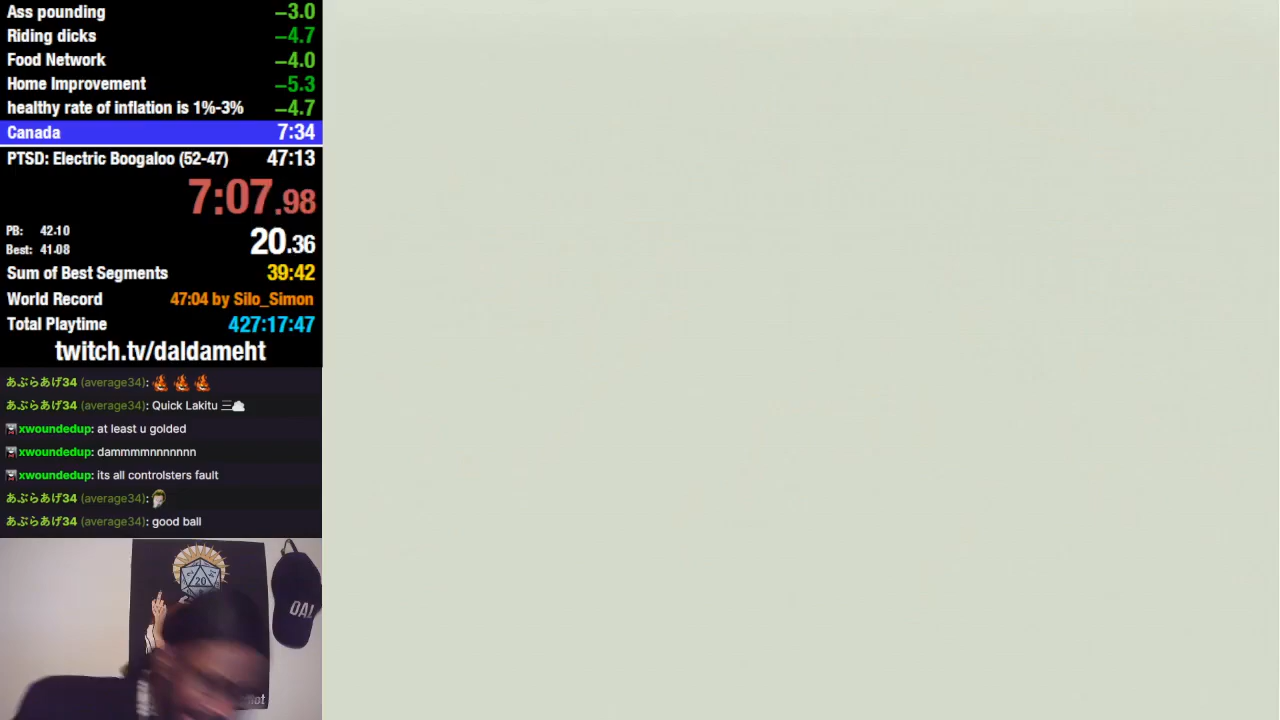 Ass pounding −3.0
Riding dicks −4.7
Food Network −4.0
Home Improvement −5.3
healthy rate of inflation is 1%-3% −4.7
Canada 7:34
PTSD: Electric Boogaloo (52-47) 47:13
7:07.98
PB: 42.10
Best: 41.08
20.36
Sum of Best Segments 39:42
World Record 47:04 by Silo_Simon
Total Playtime 427:17:47
twitch.tv/daldameht
あぶらあげ34 (average34):
あぶらあげ34 (average34): Quick Lakitu 三
xwoundedup: at least u golded
xwoundedup: dammmmnnnnnnn
xwoundedup: its all controlsters fault
あぶらあげ34 (average34):
あぶらあげ34 (average34): good ball
20